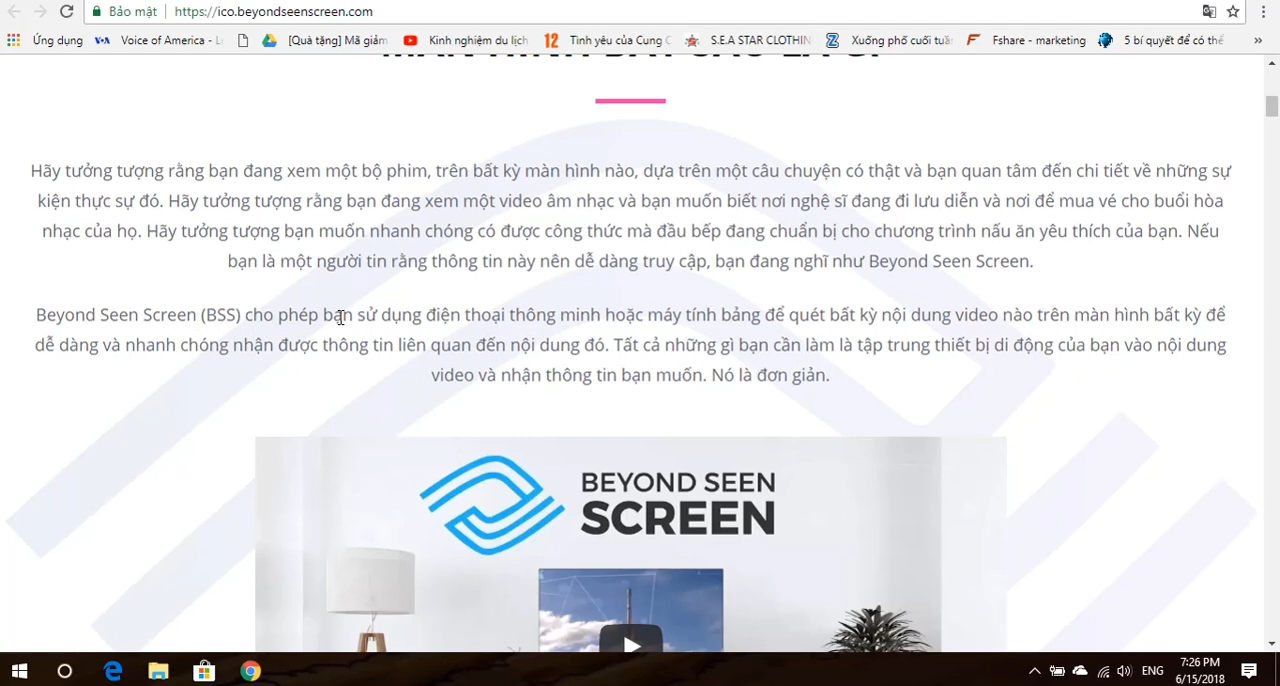 Bảo mật | https://ico.beyondseenscreen.com
Ứng dụng VOA Voice of America - L [Quà tặng] Mã giảm Kinh nghiệm du lịch 12 Tình yêu của Cung C S.E.A STAR CLOTHIN Z Xuống phố cuối tuần F Fshare - marketing 5 bí quyết để có thể »
Hãy tưởng tượng rằng bạn đang xem một bộ phim, trên bất kỳ màn hình nào, dựa trên một câu chuyện có thật và bạn quan tâm đến chi tiết về những sự
kiện thực sự đó. Hãy tưởng tượng rằng bạn đang xem một video âm nhạc và bạn muốn biết nơi nghệ sĩ đang đi lưu diễn và nơi để mua vé cho buổi hòa
nhạc của họ. Hãy tưởng tượng bạn muốn nhanh chóng có được công thức mà đầu bếp đang chuẩn bị cho chương trình nấu ăn yêu thích của bạn. Nếu
bạn là một người tin rằng thông tin này nên dễ dàng truy cập, bạn đang nghĩ như Beyond Seen Screen.
Beyond Seen Screen (BSS) cho phép bạn sử dụng điện thoại thông minh hoặc máy tính bảng để quét bất kỳ nội dung video nào trên màn hình bất kỳ để
dễ dàng và nhanh chóng nhận được thông tin liên quan đến nội dung đó. Tất cả những gì bạn cần làm là tập trung thiết bị di động của bạn vào nội dung
video và nhận thông tin bạn muốn. Nó là đơn giản.
BEYOND SEEN
SCREEN
ENG
7:26 PM
6/15/2018